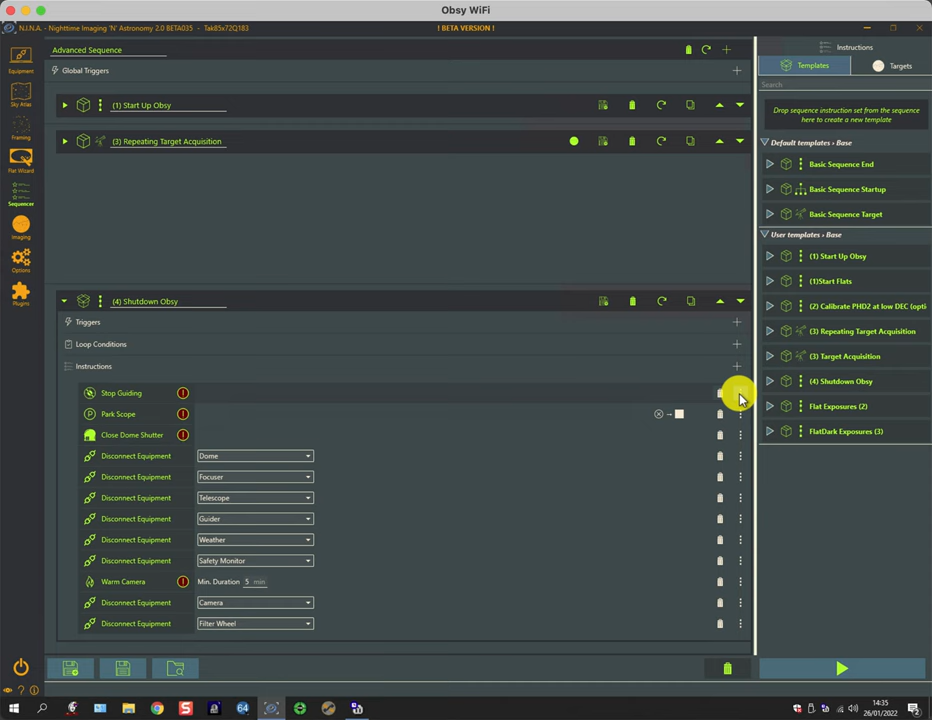 Obsy WiFi
N.I.N.A. - Nighttime Imaging 'N' Astronomy 2.0 BETA035 - Tak85x72Q183
! BETA VERSION !
Equipment
Sky Atlas
Framing
Flat Wizard
Sequencer
Imaging
Options
Plugins
Advanced Sequence
Global Triggers
(1) Start Up Obsy
(3) Repeating Target Acquisition
(4) Shutdown Obsy
Triggers
Loop Conditions
Instructions
Stop Guiding
Park Scope
Close Dome Shutter
Disconnect Equipment Dome
Disconnect Equipment Focuser
Disconnect Equipment Telescope
Disconnect Equipment Guider
Disconnect Equipment Weather
Disconnect Equipment Safety Monitor
Warm Camera Min. Duration 5 min
Disconnect Equipment Camera
Disconnect Equipment Filter Wheel
Instructions
Templates Targets
Search
Drop sequence instruction set from the sequence
here to create a new template
Default templates › Base
Basic Sequence End
Basic Sequence Startup
Basic Sequence Target
User templates › Base
(1) Start Up Obsy
(1)Start Flats
(2) Calibrate PHD2 at low DEC (opti
(3) Repeating Target Acquisition
(3) Target Acquisition
(4) Shutdown Obsy
Flat Exposures (2)
FlatDark Exposures (3)
64
14:35
26/01/2022
2